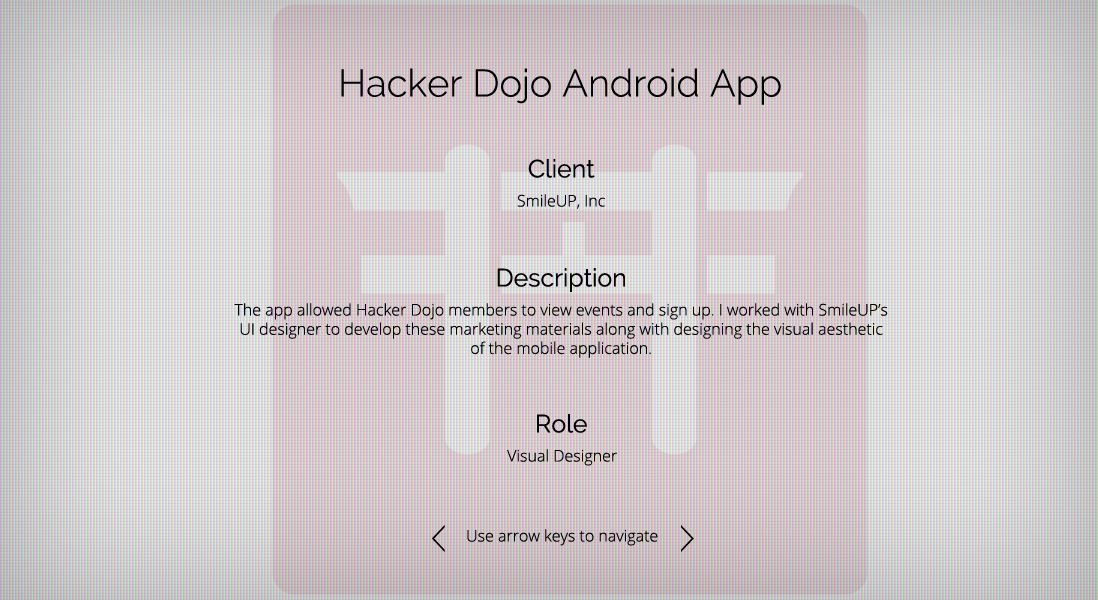 Hacker Dojo Android App
Client
SmileUP, Inc
Description
The app allowed Hacker Dojo members to view events and sign up. I worked with SmileUP’s
UI designer to develop these marketing materials along with designing the visual aesthetic
of the mobile application.
Role
Visual Designer
Use arrow keys to navigate